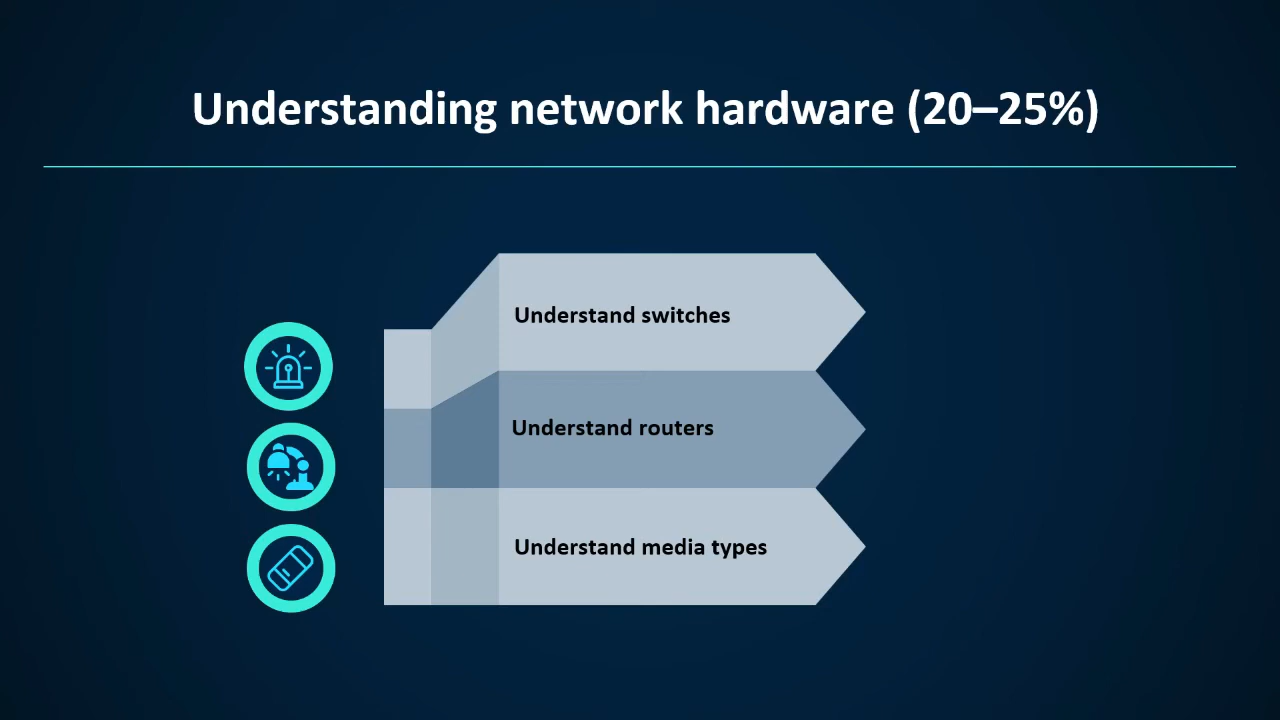 Understanding network hardware (20–25%)
Understand switches
Understand routers
Understand media types